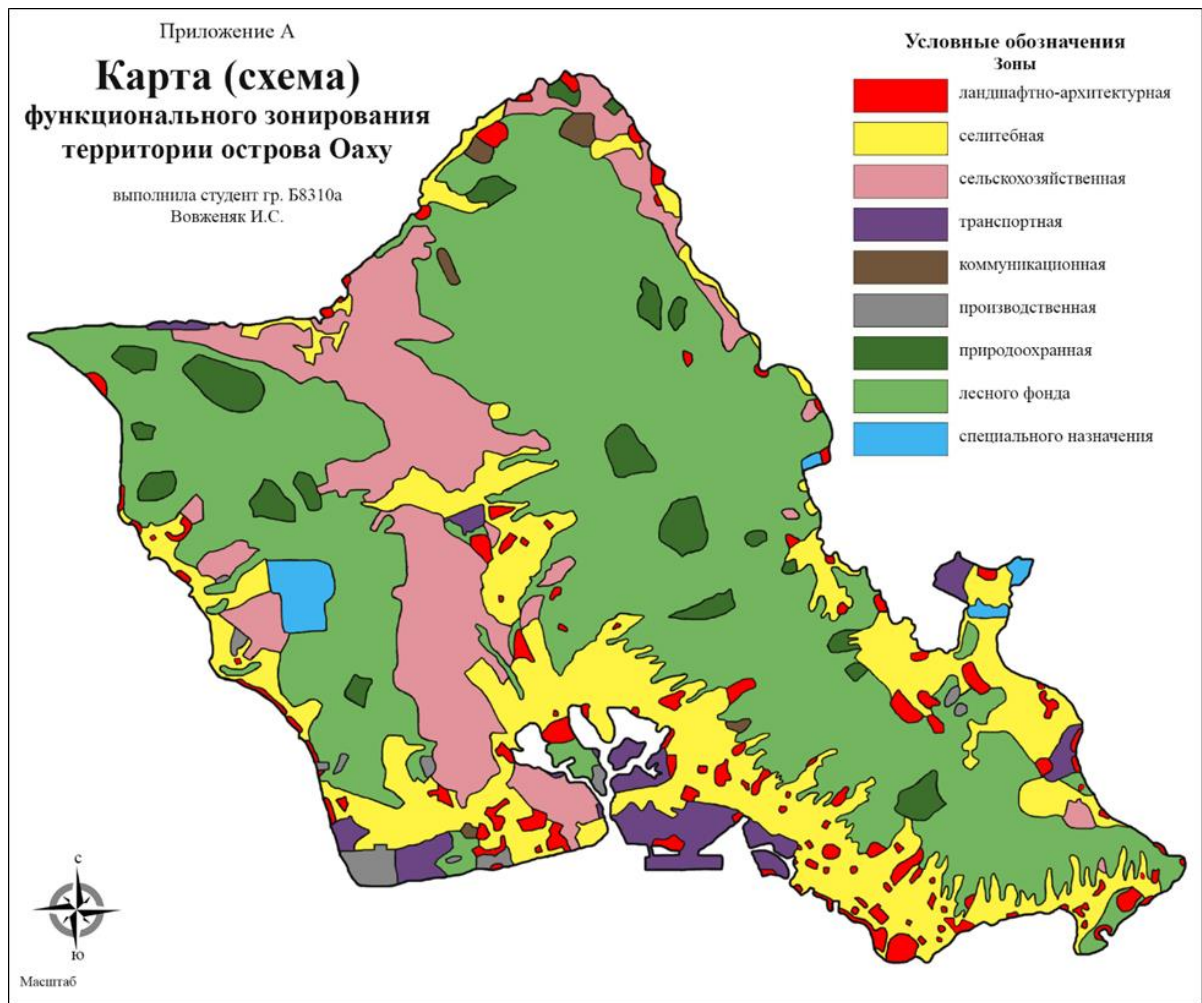 Приложение А
Карта (схема)
функционального зонирования
территории острова Оаху
выполнила студент гр. Б8310а
Вовженяк И.С.
Условные обозначения
Зоны
ландшафтно-архитектурная
селитебная
сельскохозяйственная
транспортная
коммуникационная
производственная
природоохранная
лесного фонда
специального назначения
с
ю
Масштаб